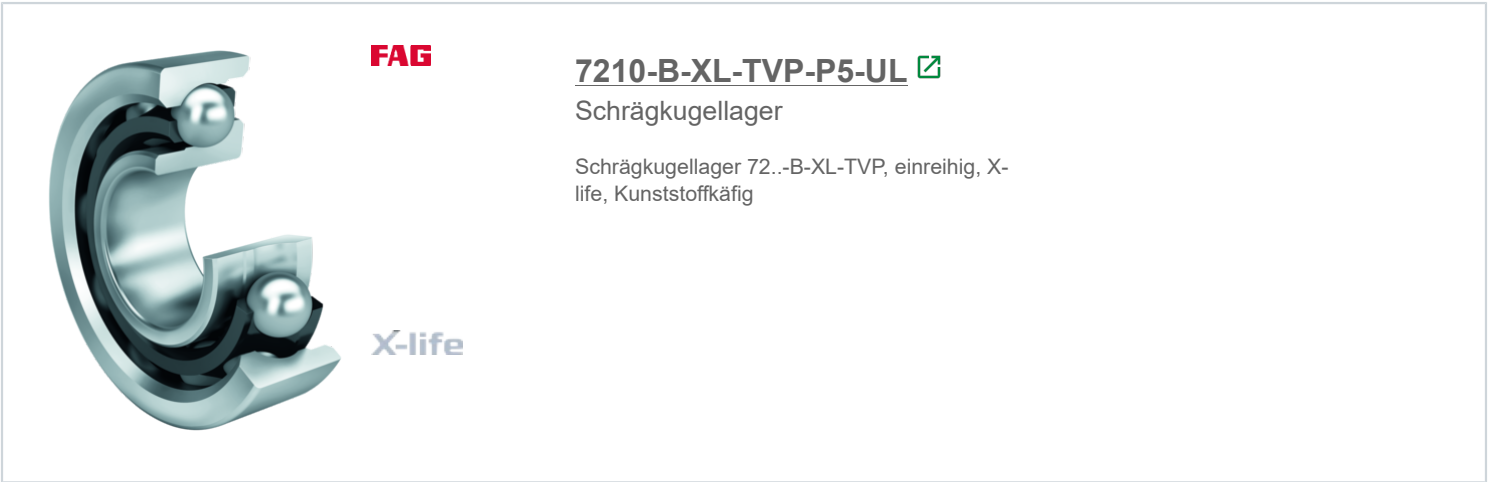 FAG
7210-B-XL-TVP-P5-UL
Schrägkugellager
Schrägkugellager 72..-B-XL-TVP, einreihig, X-
life, Kunststoffkäfig
X-life